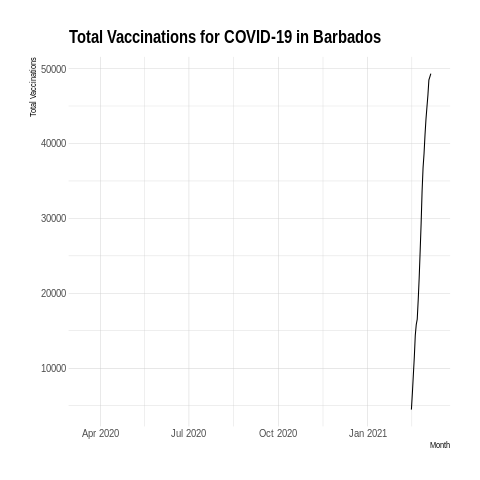 Total Vaccinations for COVID-19 in Barbados
Total Vaccinations
50000
40000
30000
20000
10000
Apr 2020
Jul 2020
Oct 2020
Jan 2021
Month